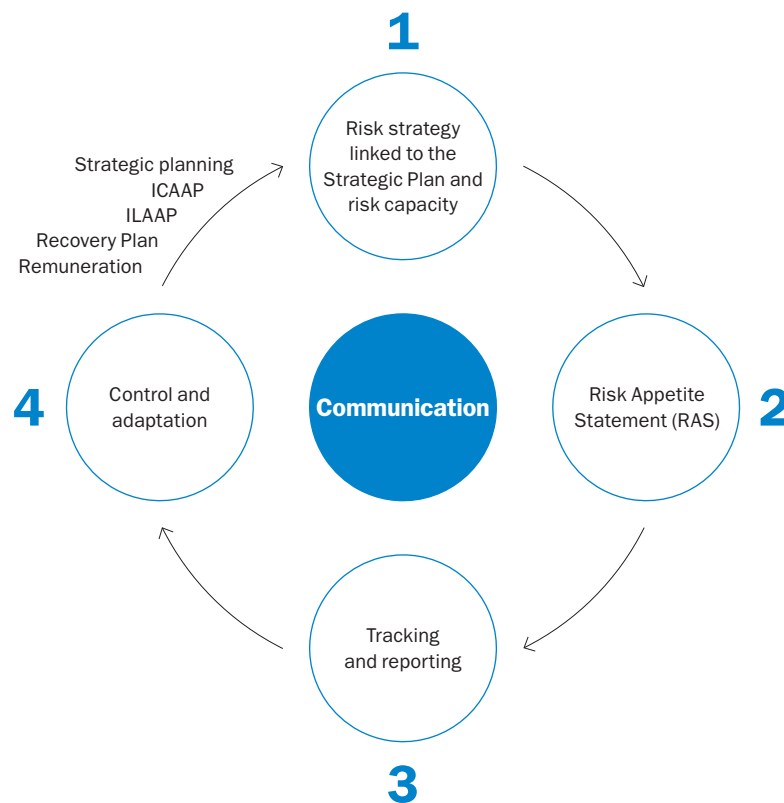 1
Risk strategy
linked to the
Strategic Plan and
risk capacity
Strategic planning
ICAAP
ILAAP
Recovery Plan
Remuneration
4
Control and
adaptation
Communication
Risk Appetite
Statement (RAS)
2
Tracking
and reporting
3